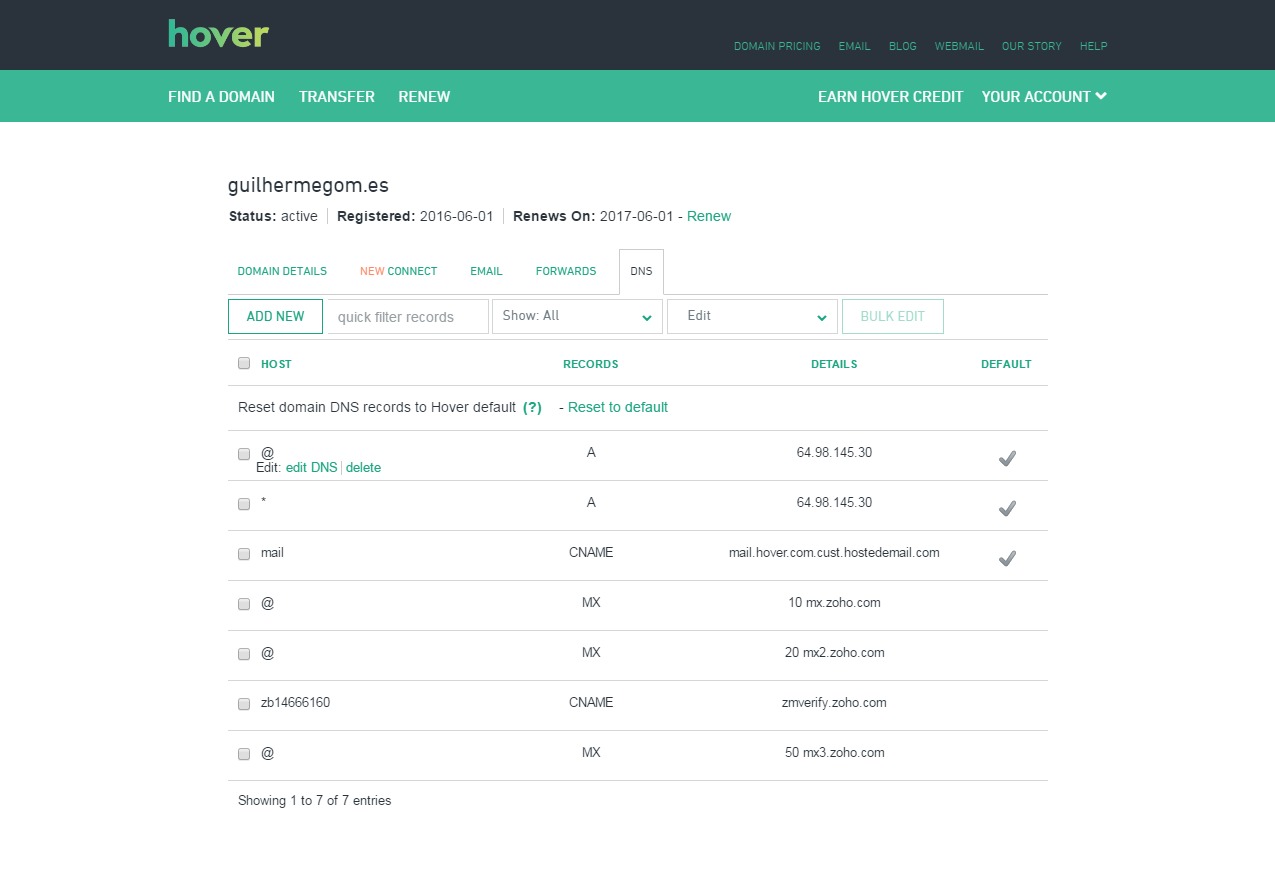 hover
DOMAIN PRICING EMAIL BLOG WEBMAIL OUR STORY HELP
FIND A DOMAIN TRANSFER RENEW EARN HOVER CREDIT YOUR ACCOUNT
guilhermegom.es
Status: active Registered: 2016-06-01 Renews On: 2017-06-01 - Renew
DOMAIN DETAILS NEW CONNECT EMAIL FORWARDS DNS
ADD NEW quick filter records Show: All Edit BULK EDIT
HOST RECORDS DETAILS DEFAULT
Reset domain DNS records to Hover default (?) - Reset to default
@ A 64.98.145.30
Edit: edit DNS | delete
* A 64.98.145.30
mail CNAME mail.hover.com.cust.hostedemail.com
@ MX 10 mx.zoho.com
@ MX 20 mx2.zoho.com
zb14666160 CNAME zmverify.zoho.com
@ MX 50 mx3.zoho.com
Showing 1 to 7 of 7 entries